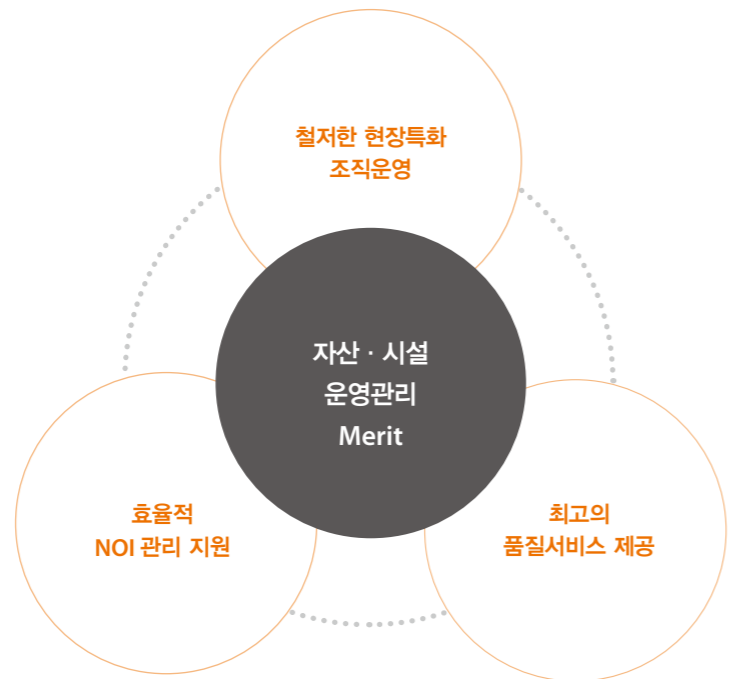 철저한 현장특화
조직운영
자산 · 시설
운영관리
Merit
효율적
NOI 관리 지원
최고의
품질서비스 제공